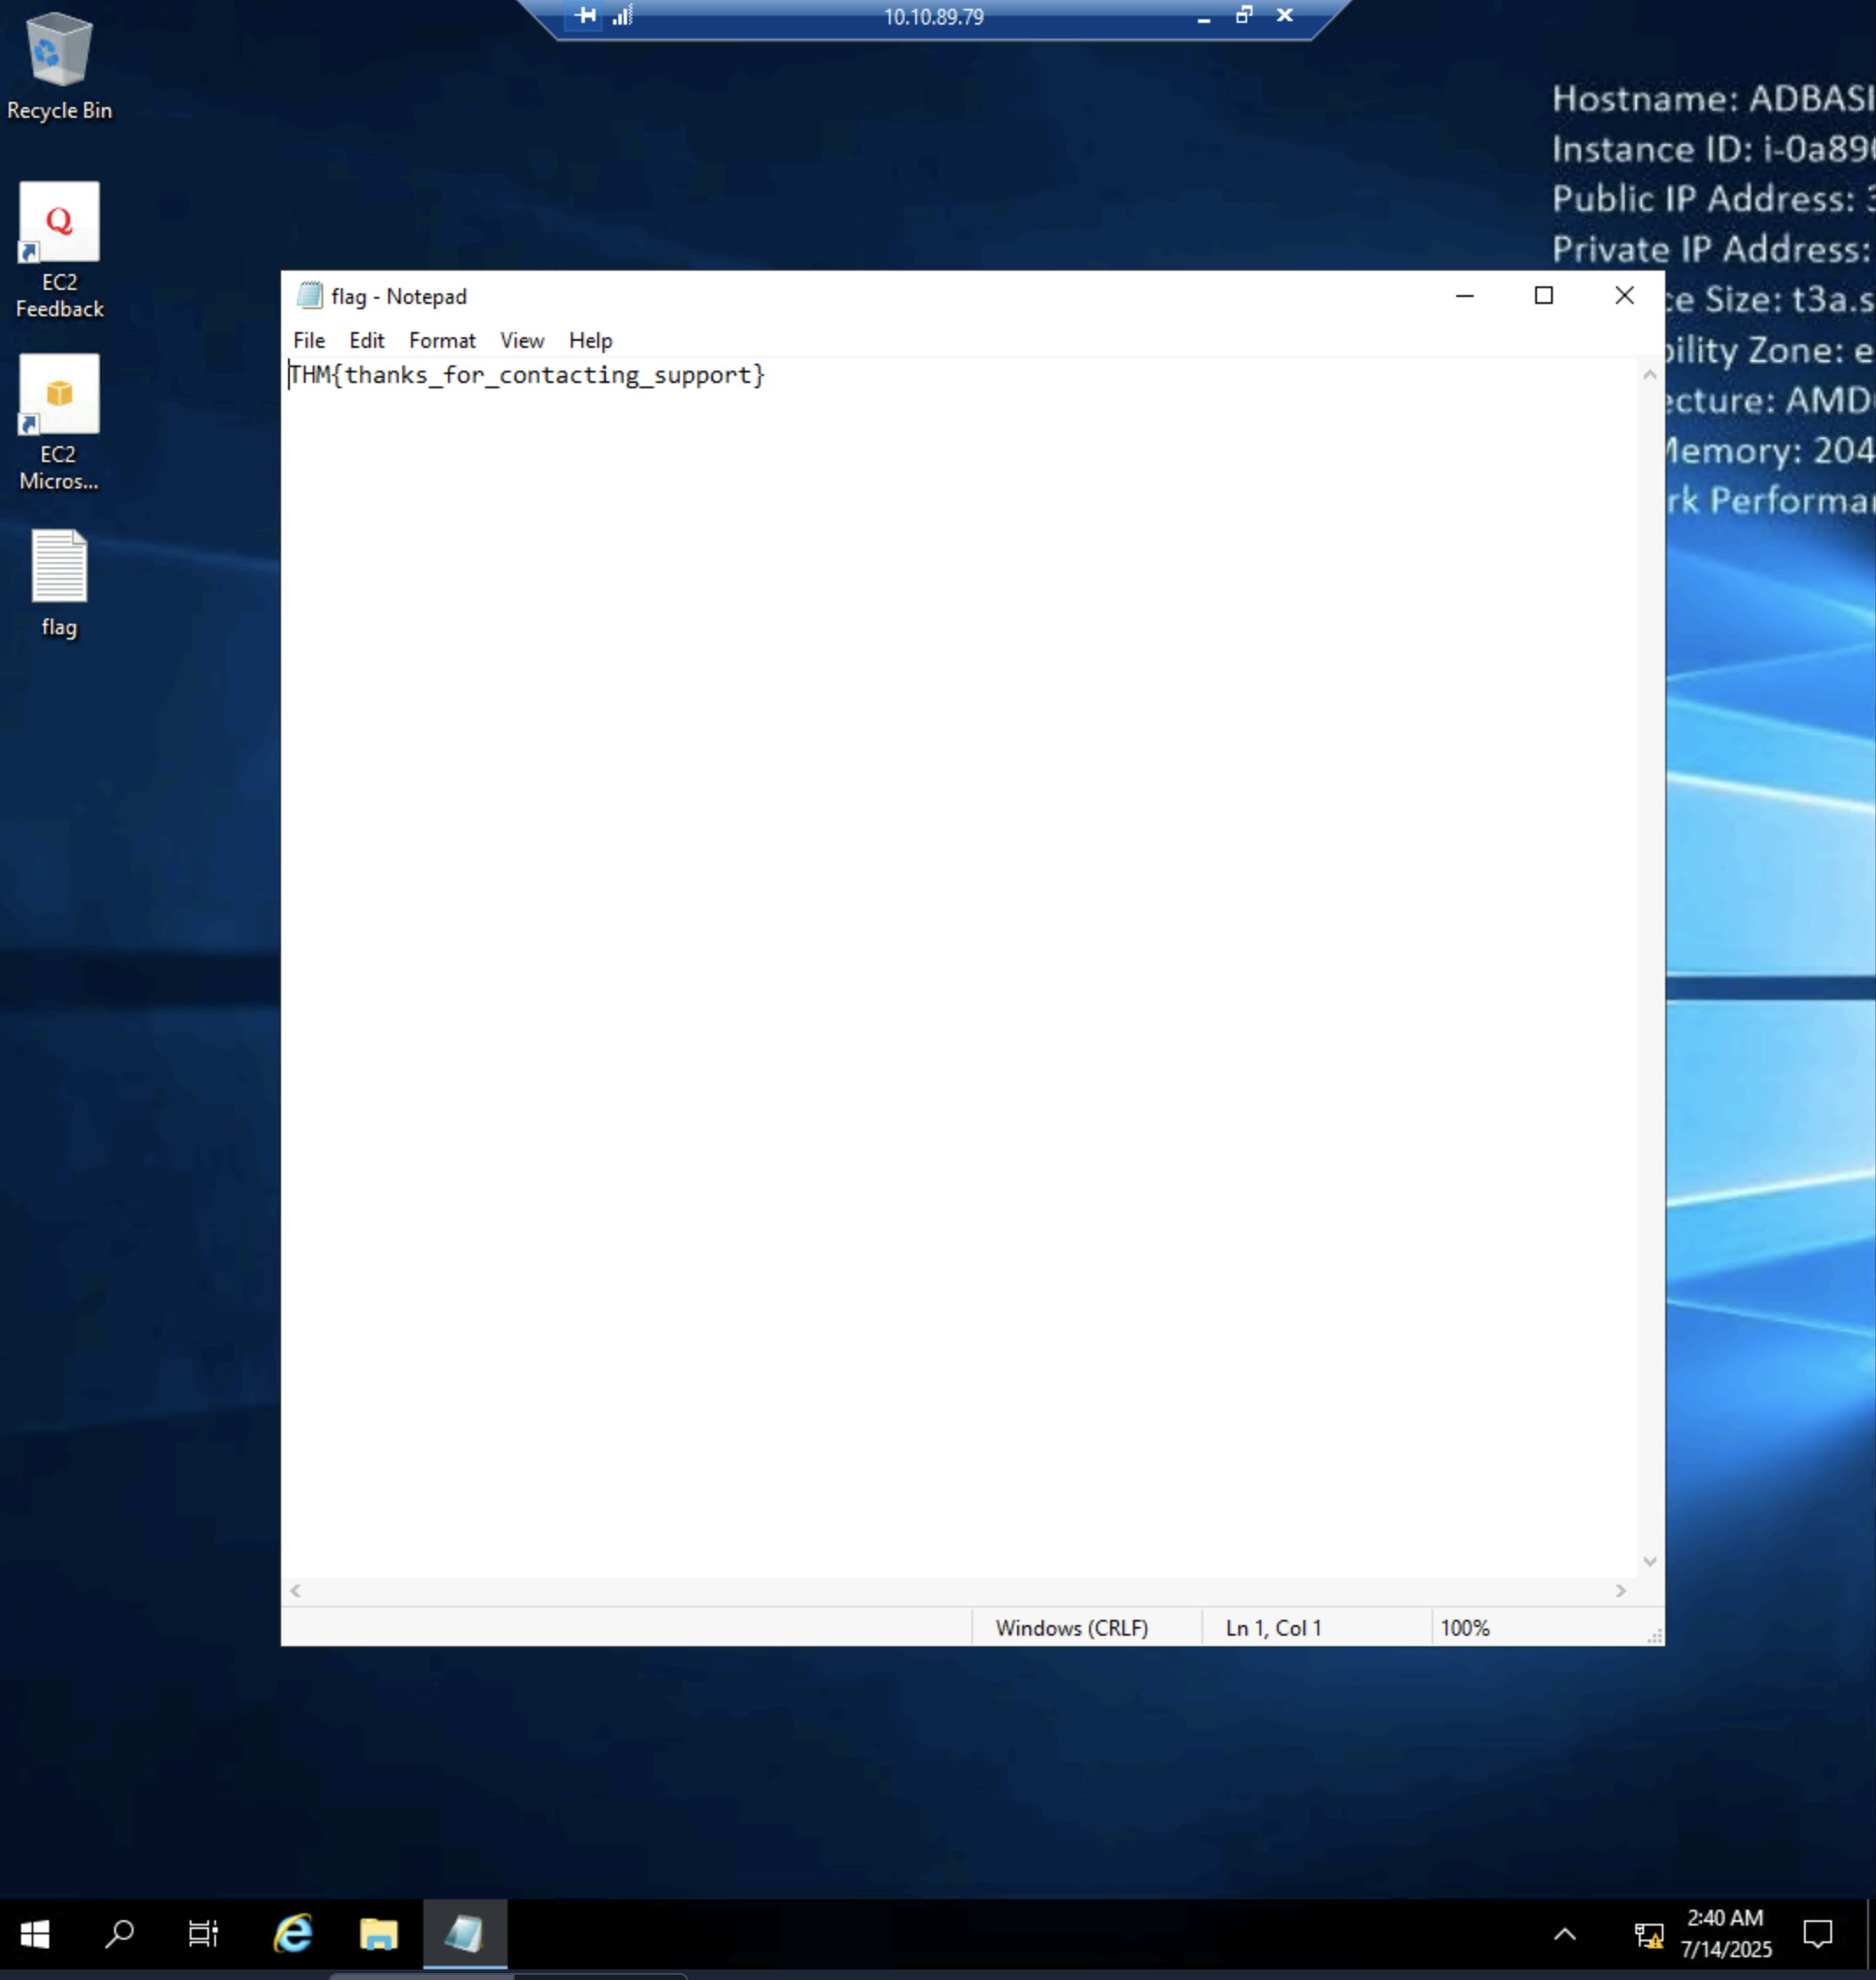 10.10.89.79
Recycle Bin
EC2
Feedback
EC2
Micros...
flag
Hostname: ADBASI
Instance ID: i-0a89
Public IP Address: 3
Private IP Address:
ce Size: t3a.s
bility Zone: e
ecture: AMD
Memory: 204
rk Performa
flag - Notepad
File Edit Format View Help
THM{thanks_for_contacting_support}
Windows (CRLF) Ln 1, Col 1 100%
2:40 AM
7/14/2025